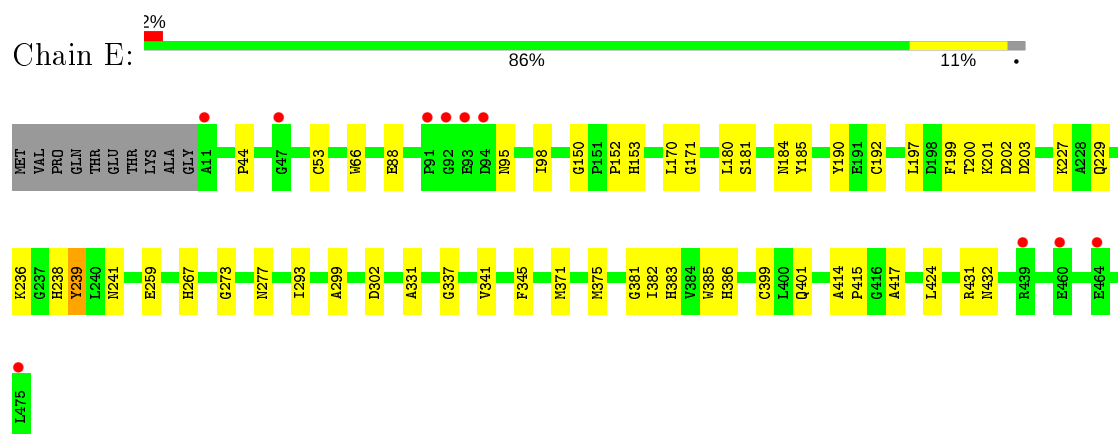 2%
Chain E:
86% 11% •
MET VAL PRO GLN THR GLU THR LYS ALA GLY A11 P44 G47 C53 W66 E88 P91 G92 E93 D94 N95 I98 G150 P151 P152 H153 L170 G171 L180 S181 N184 Y185 Y190 E191 C192 L197 D198 F199 T200 K201 D202 D203 K227 A228 Q229
K236 G237 H238 Y239 L240 N241 E259 H267 G273 N277 I293 A299 D302 A331 G337 V341 F345 M371 M375 G381 I382 H383 V384 W385 H386 C399 L400 Q401 A414 P415 G416 A417 L424 R431 N432 R439 E460 E464
L475